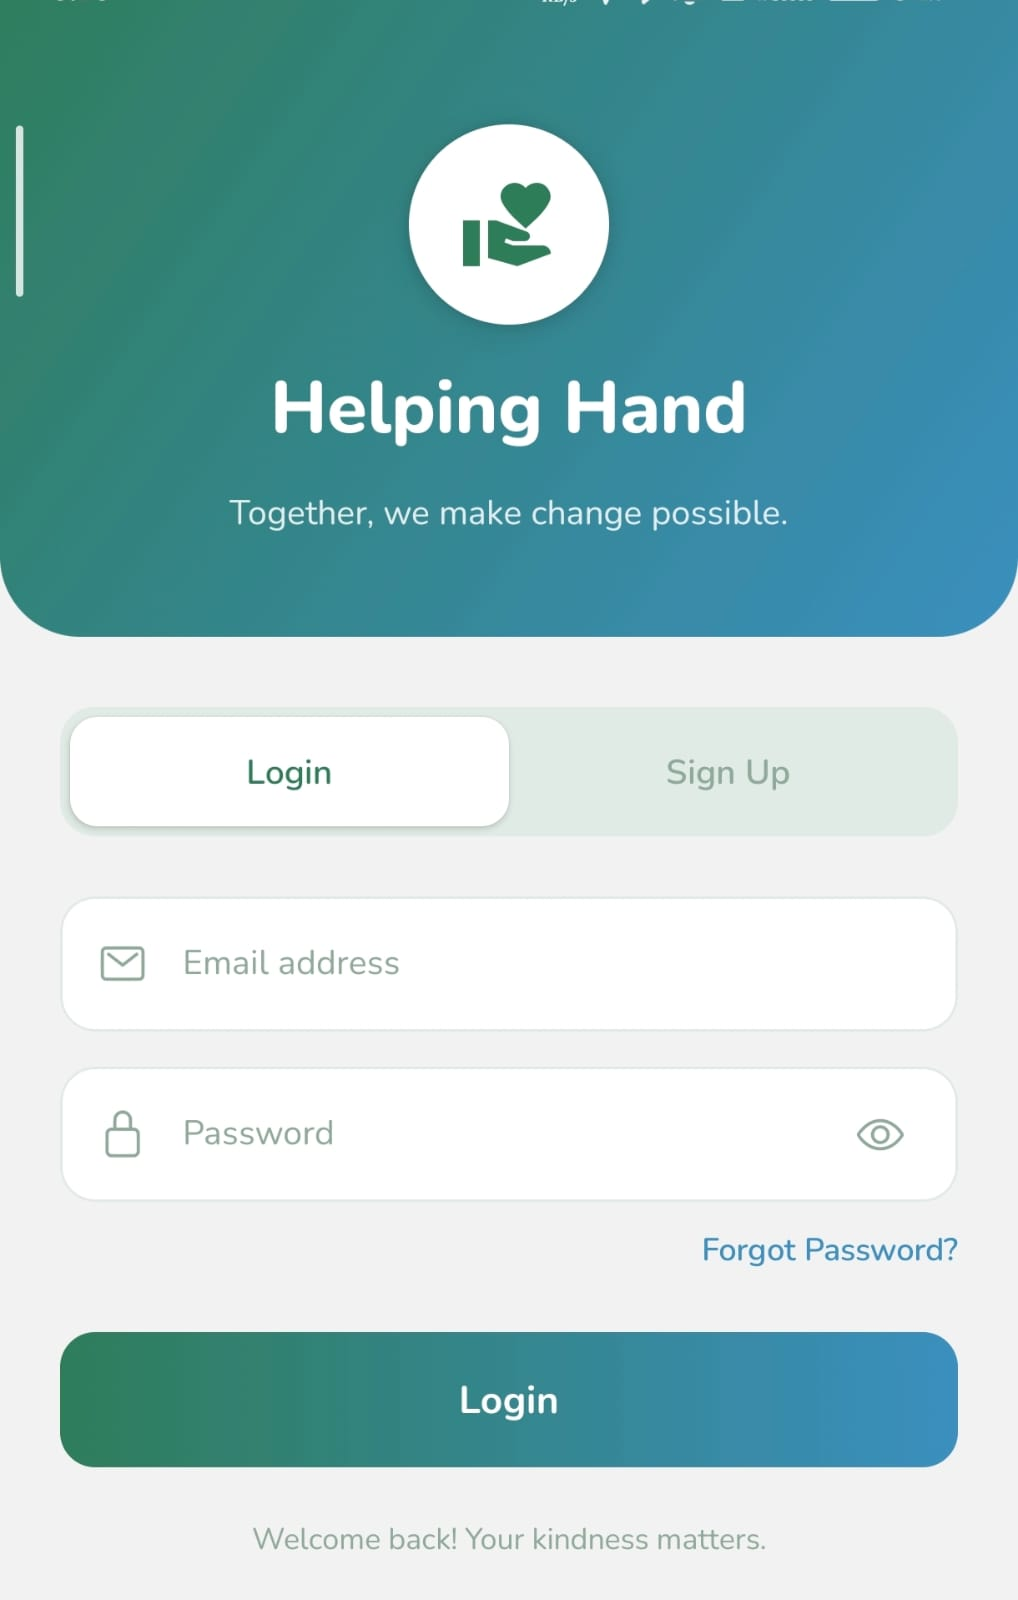 Helping Hand
Together, we make change possible.
Login
Sign Up
Email address
Password
Forgot Password?
Login
Welcome back! Your kindness matters.